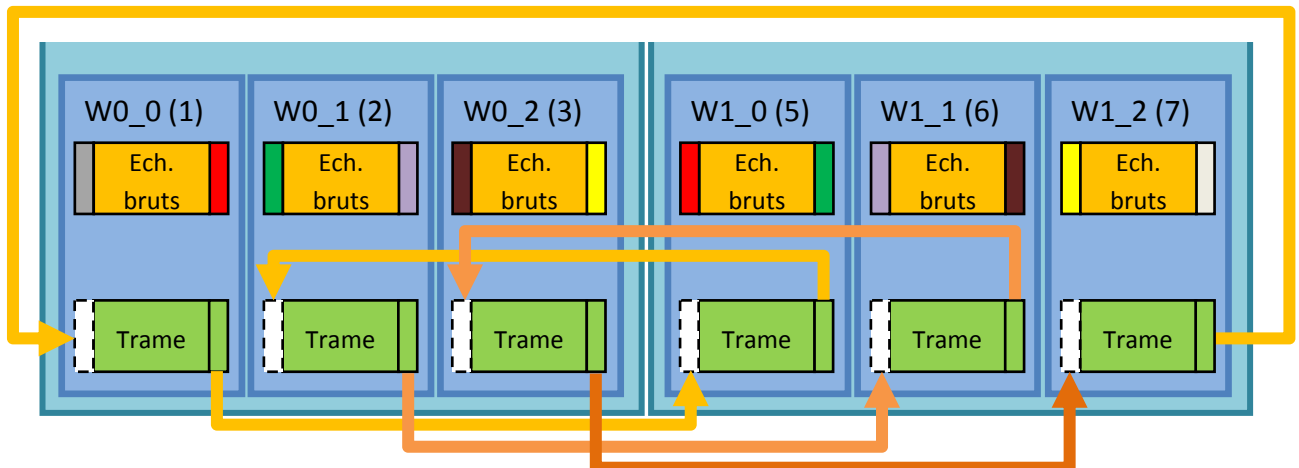 W0_0 (1)
W0_1 (2)
W0_2 (3)
W1_0 (5)
W1_1 (6)
W1_2 (7)
Ech.
bruts
Ech.
bruts
Ech.
bruts
Ech.
bruts
Ech.
bruts
Ech.
bruts
Trame
Trame
Trame
Trame
Trame
Trame